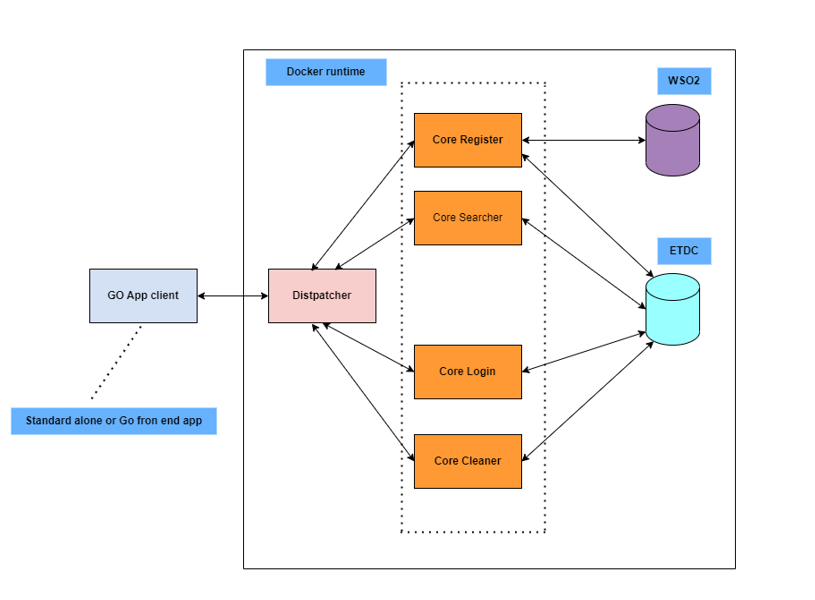 Docker runtime
WSO2
Core Register
Core Searcher
ETDC
GO App client
Distpatcher
Core Login
Standard alone or Go fron end app
Core Cleaner